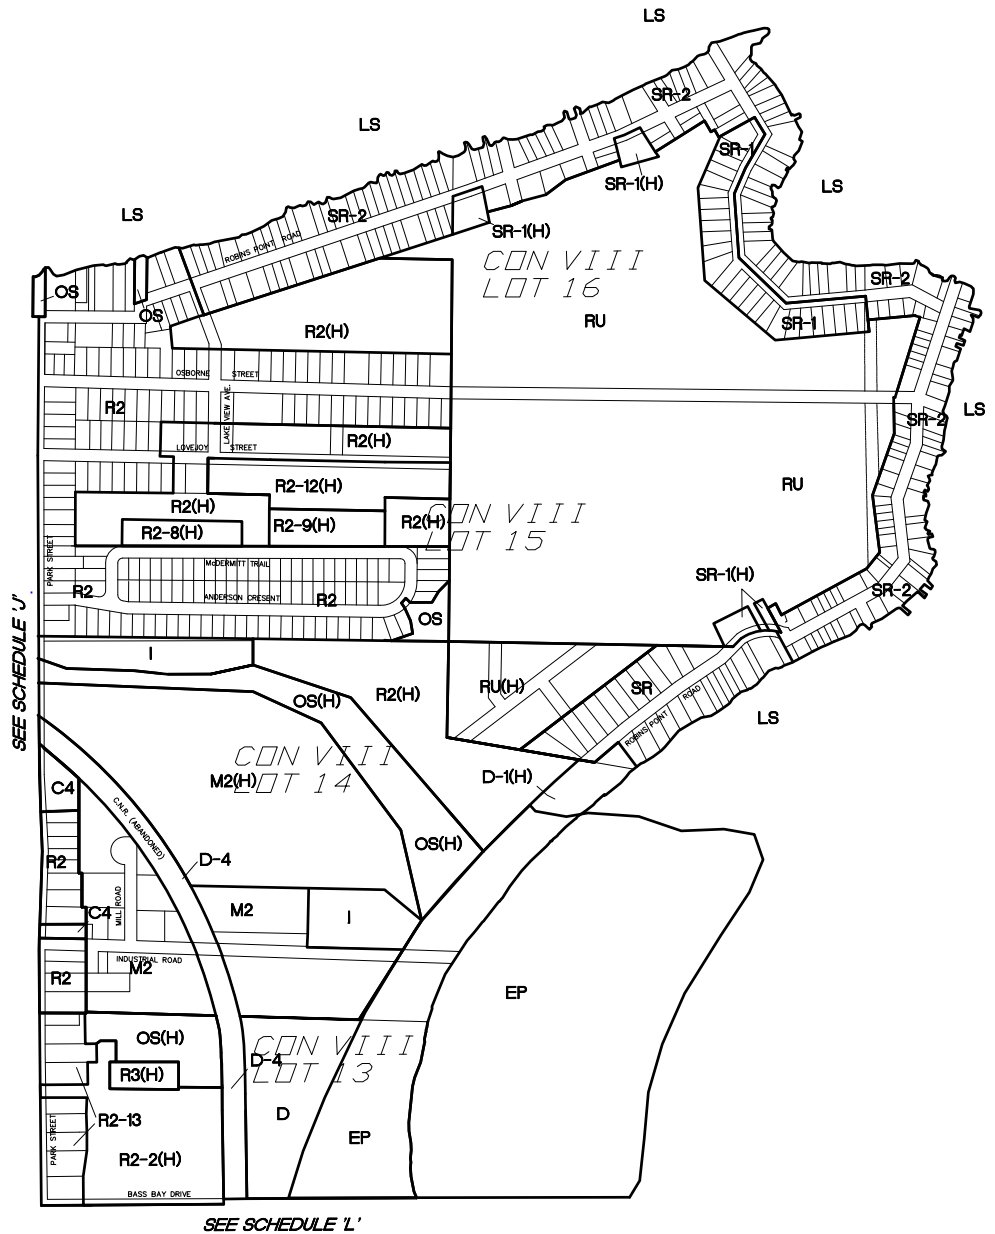 LS
SR-2
LS
SR-1
SR-1(H)
LS
LS
SR-2
SR-1(H)
ROBINS POINT ROAD
CON VIII
LOT 16
SR-2
OS
OS
RU
SR-1
R2(H)
OSBORNE STREET
LAKE VIEW AVE.
R2
LS
SR-2
R2(H)
LOVEJOY STREET
R2-12(H)
RU
R2(H)
R2-9(H)
R2(H)
CON VIII
LOT 15
R2-8(H)
PARK STREET
McDERMITT TRAIL
SR-1(H)
R2
ANDERSON CRESENT
R2
SR-2
OS
SEE SCHEDULE 'J'
I
RU(H)
SR
R2(H)
OS(H)
ROBINS POINT ROAD
LS
CON VIII
LOT 14
M2(H)
D-1(H)
C4
C.N.R. (ABANDONED)
OS(H)
R2
D-4
MILL ROAD
C4
M2
I
INDUSTRIAL ROAD
M2
R2
EP
OS(H)
CON VIII
LOT 13
D-4
R3(H)
D
R2-13
PARK STREET
EP
R2-2(H)
BASS BAY DRIVE
SEE SCHEDULE 'L'